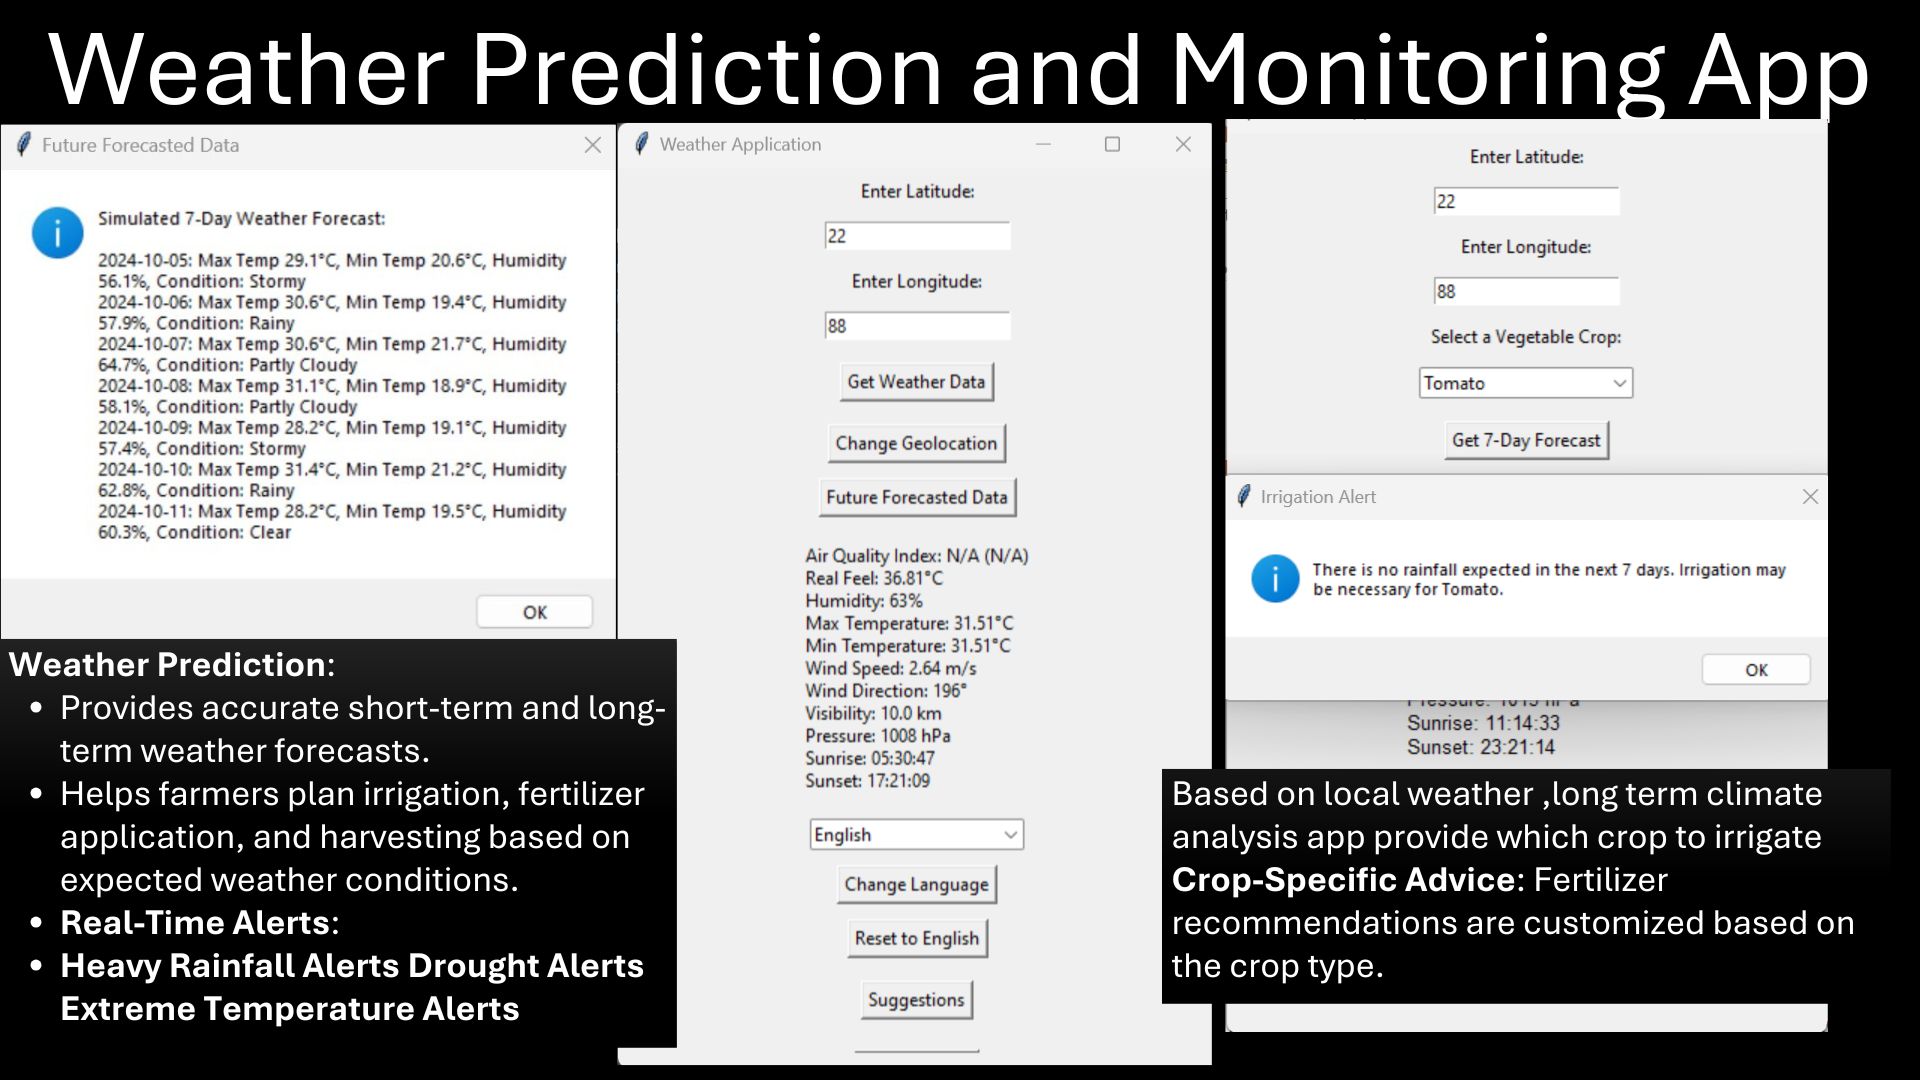 Weather Prediction and Monitoring App
Future Forecasted Data
Simulated 7-Day Weather Forecast:
2024-10-05: Max Temp 29.1°C, Min Temp 20.6°C, Humidity
56.1%, Condition: Stormy
2024-10-06: Max Temp 30.6°C, Min Temp 19.4°C, Humidity
57.9%, Condition: Rainy
2024-10-07: Max Temp 30.6°C, Min Temp 21.7°C, Humidity
64.7%, Condition: Partly Cloudy
2024-10-08: Max Temp 31.1°C, Min Temp 18.9°C, Humidity
58.1%, Condition: Partly Cloudy
2024-10-09: Max Temp 28.2°C, Min Temp 19.1°C, Humidity
57.4%, Condition: Stormy
2024-10-10: Max Temp 31.4°C, Min Temp 21.2°C, Humidity
62.8%, Condition: Rainy
2024-10-11: Max Temp 28.2°C, Min Temp 19.5°C, Humidity
60.3%, Condition: Clear
OK
Weather Prediction:
• Provides accurate short-term and long-
term weather forecasts.
• Helps farmers plan irrigation, fertilizer
application, and harvesting based on
expected weather conditions.
• Real-Time Alerts:
• Heavy Rainfall Alerts Drought Alerts
Extreme Temperature Alerts
Weather Application
Enter Latitude:
22
Enter Longitude:
88
Get Weather Data
Change Geolocation
Future Forecasted Data
Air Quality Index: N/A (N/A)
Real Feel: 36.81°C
Humidity: 63%
Max Temperature: 31.51°C
Min Temperature: 31.51°C
Wind Speed: 2.64 m/s
Wind Direction: 196°
Visibility: 10.0 km
Pressure: 1008 hPa
Sunrise: 05:30:47
Sunset: 17:21:09
English
Change Language
Reset to English
Suggestions
Enter Latitude:
22
Enter Longitude:
88
Select a Vegetable Crop:
Tomato
Get 7-Day Forecast
Irrigation Alert
There is no rainfall expected in the next 7 days. Irrigation may
be necessary for Tomato.
OK
Pressure: hPa
Sunrise: 11:14:33
Sunset: 23:21:14
Based on local weather ,long term climate
analysis app provide which crop to irrigate
Crop-Specific Advice: Fertilizer
recommendations are customized based on
the crop type.